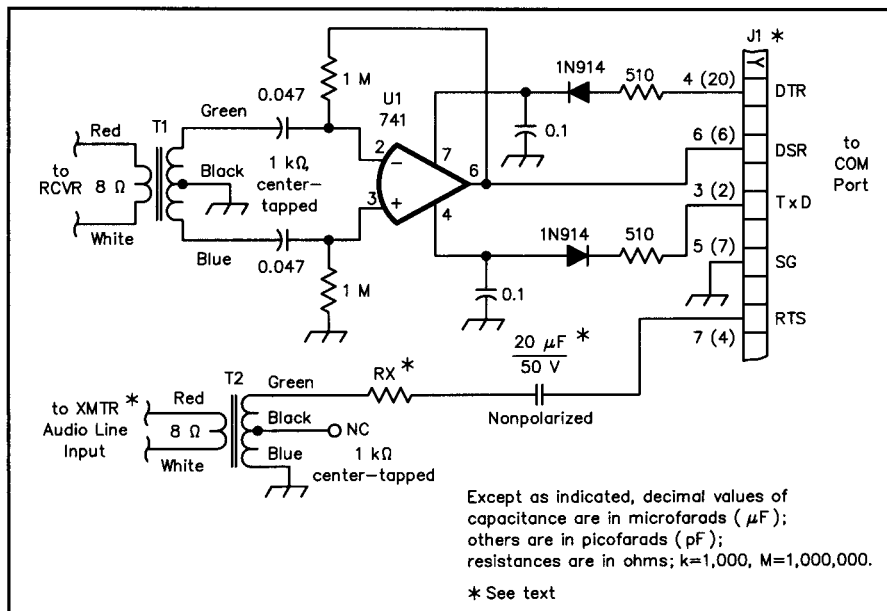 J1 *
Y
1N914
510
4 (20)
DTR
1 M
U1
741
0.047
Green
T1
Red
7
0.1
6 (6)
DSR
to
COM
Port
to
RCVR
8 Ω
Black
1 kΩ,
center-
tapped
2
−
6
3
+
4
3 (2)
TxD
White
Blue
0.047
1N914
510
5 (7)
SG
1 M
0.1
RTS
7 (4)
20 μF *
50 V
Nonpolarized
RX *
T2
Green
to XMTR *
Audio Line
Input
Red
8 Ω
White
Black
NC
Blue
1 kΩ
center-tapped
Except as indicated, decimal values of
capacitance are in microfarads ( μF);
others are in picofarads ( pF);
resistances are in ohms; k=1,000, M=1,000,000.
* See text